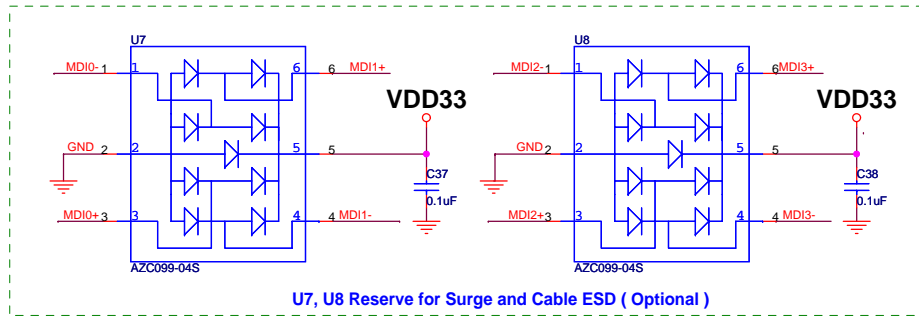 U7
MDI0- 1 1 6 6 MDI1+
VDD33
GND 2 2 5 5
C37
0.1uF
MDI0+ 3 3 4 4 MDI1-
AZC099-04S
U8
MDI2- 1 1 6 6 MDI3+
VDD33
GND 2 2 5 5
C38
0.1uF
MDI2+ 3 3 4 4 MDI3-
AZC099-04S
U7, U8 Reserve for Surge and Cable ESD ( Optional )